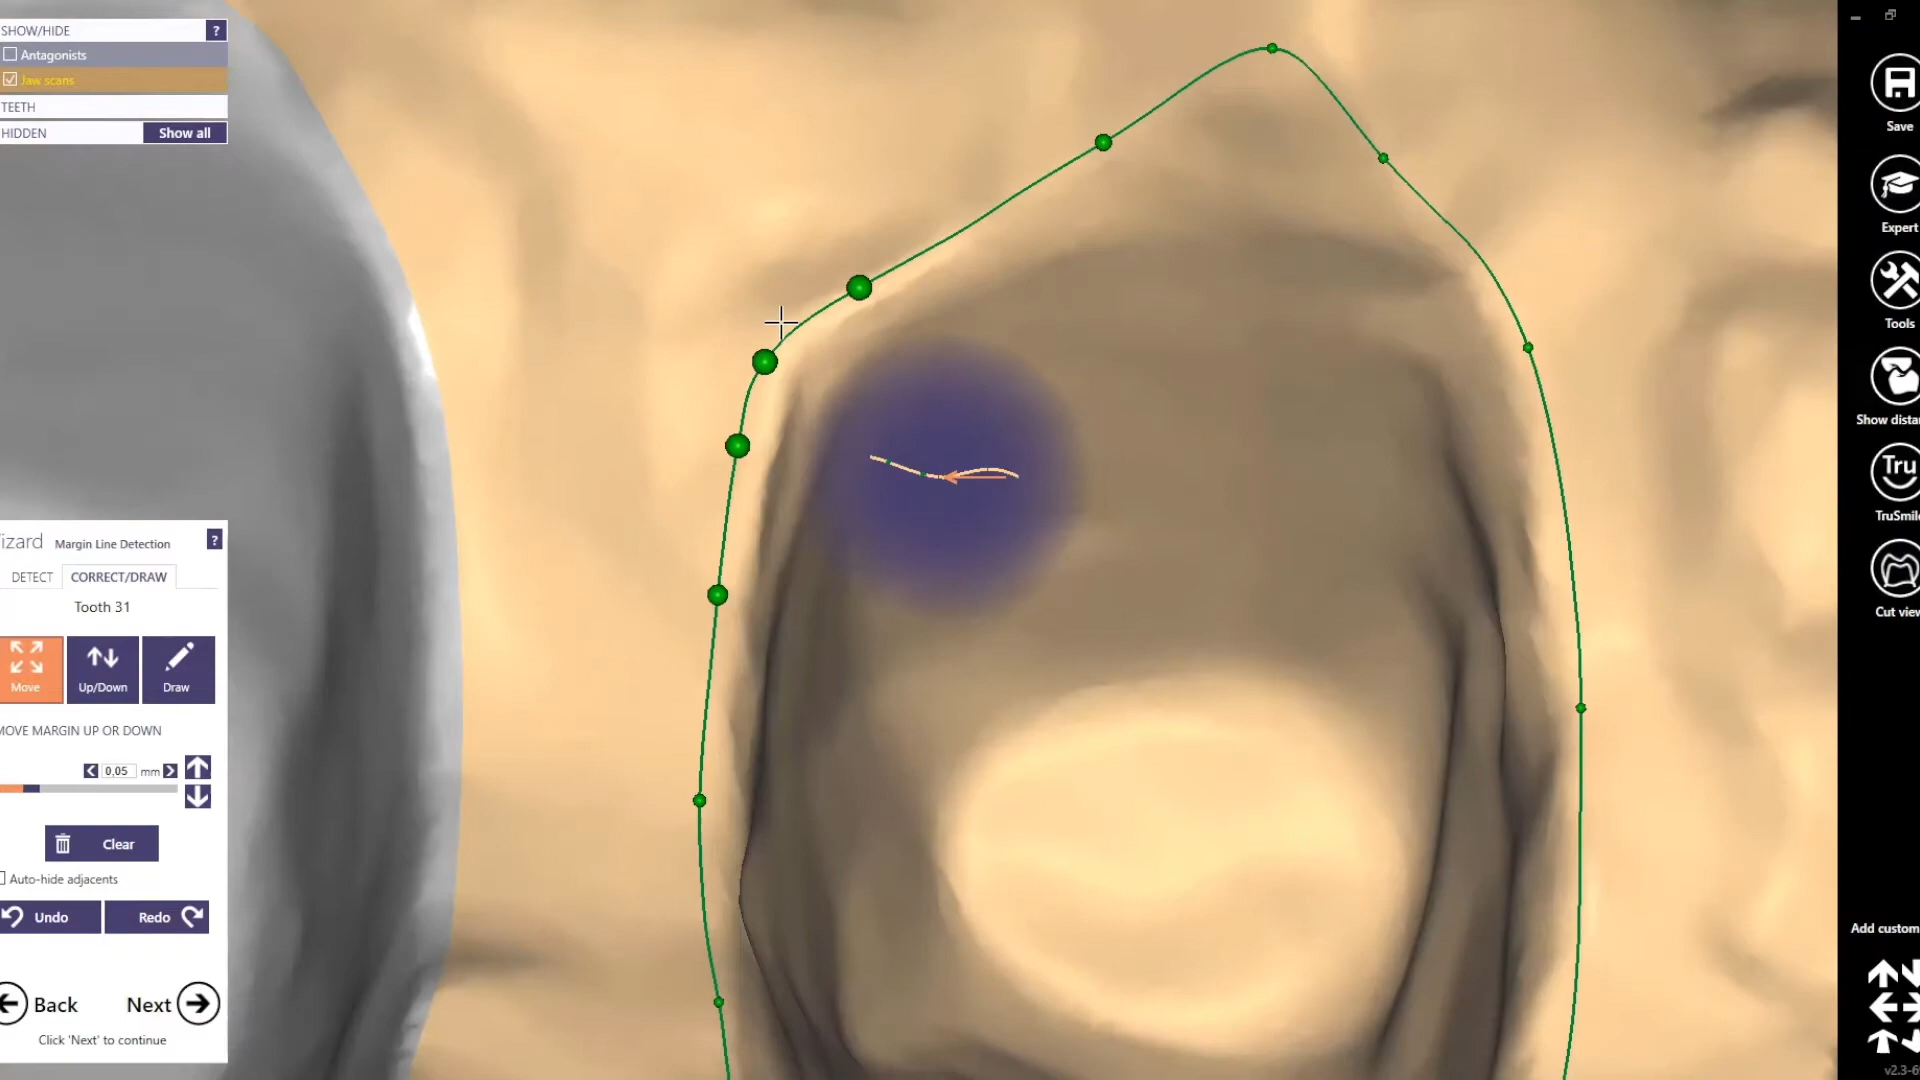 SHOW/HIDE ?
Antagonists
Jaw scans
TEETH
HIDDEN Show all
izard Margin Line Detection ?
DETECT CORRECT/DRAW
Tooth 31
Move Up/Down Draw
MOVE MARGIN UP OR DOWN
0,05 mm
Clear
Auto-hide adjacents
Undo Redo
Back Next
Click 'Next' to continue
Save
Expert
Tools
Show distan
Tru
TruSmile
Cut view
Add custom
v2.3-6